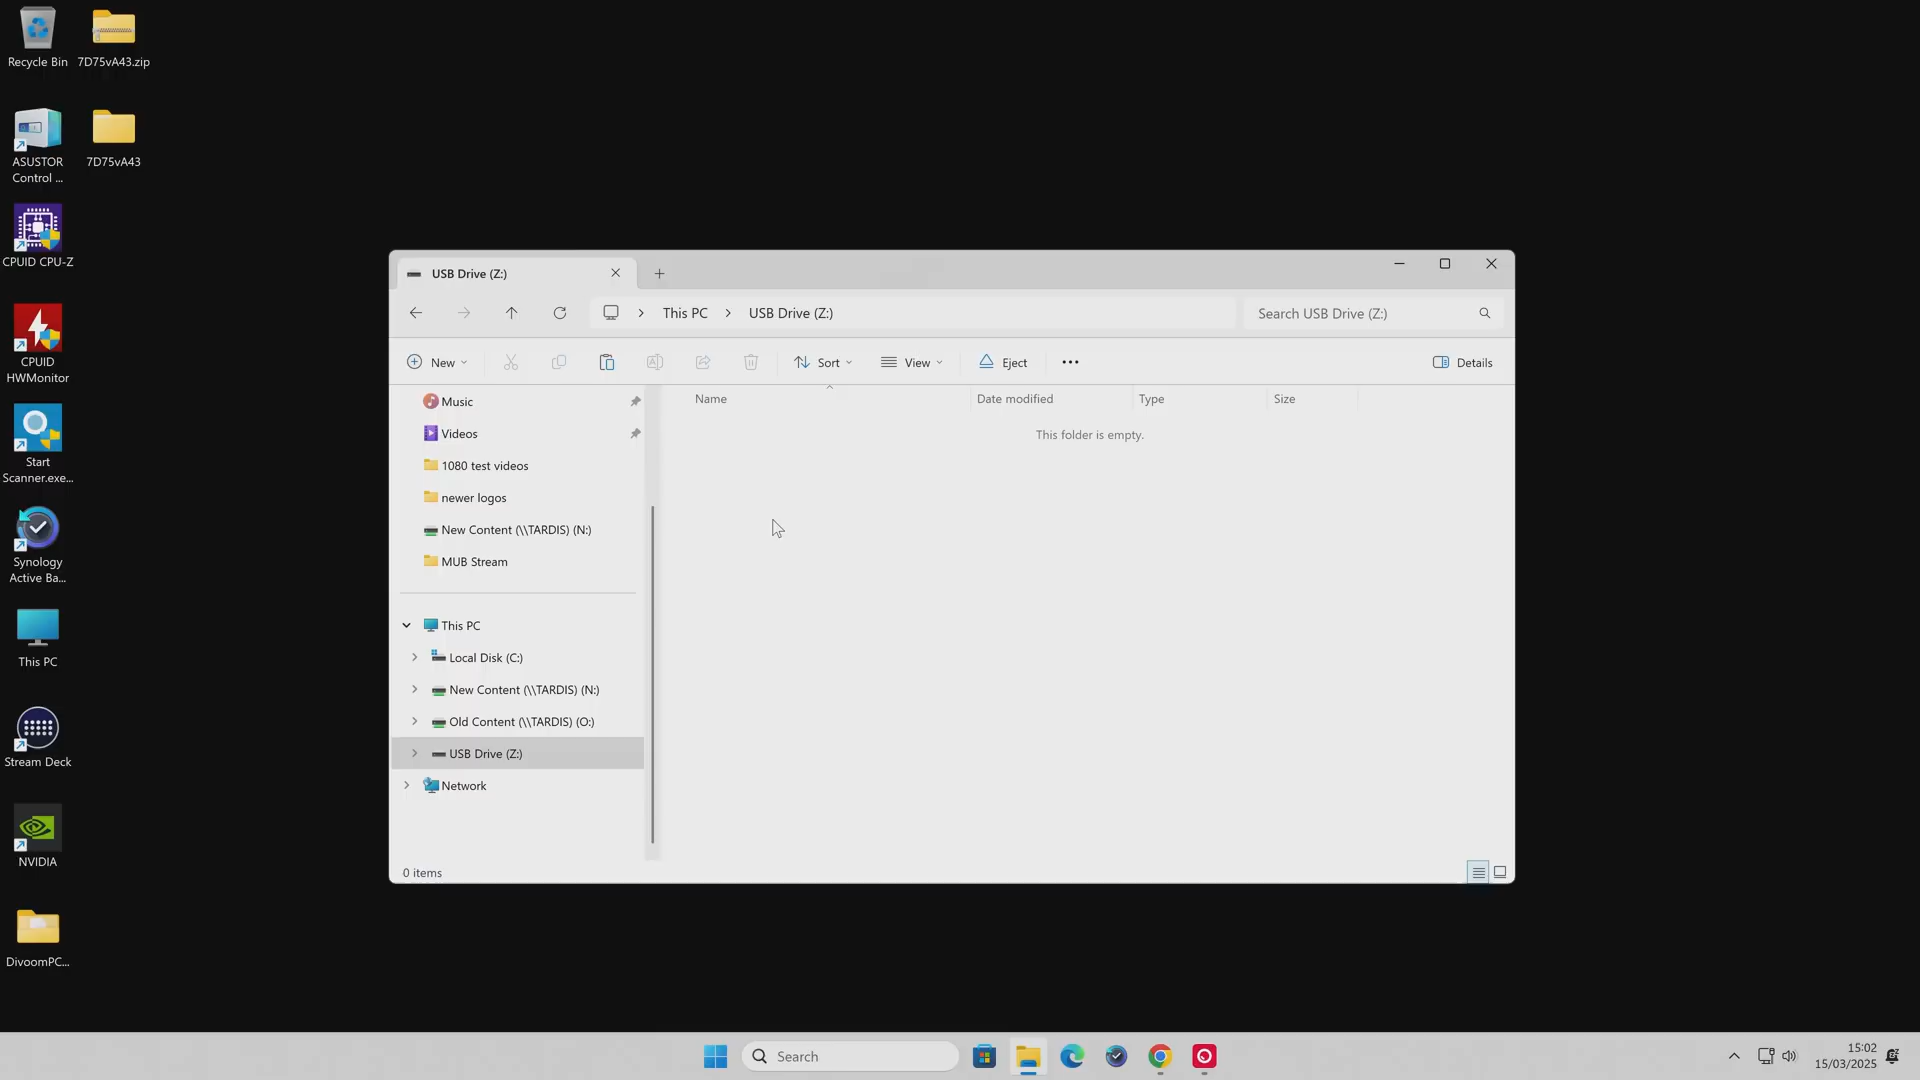 Recycle Bin
7D75vA43.zip
ASUSTOR
Control ...
7D75vA43
CPUID CPU-Z
CPUID
HWMonitor
Start
Scanner.exe...
Synology
Active Ba...
This PC
Stream Deck
NVIDIA
DivoomPC...
USB Drive (Z:)
This PC
USB Drive (Z:)
Search USB Drive (Z:)
New
Sort
View
Eject
Details
Music
Videos
1080 test videos
newer logos
New Content (\\TARDIS) (N:)
MUB Stream
This PC
Local Disk (C:)
New Content (\\TARDIS) (N:)
Old Content (\\TARDIS) (O:)
USB Drive (Z:)
Network
Name
Date modified
Type
Size
This folder is empty.
0 items
Search
15:02
15/03/2025